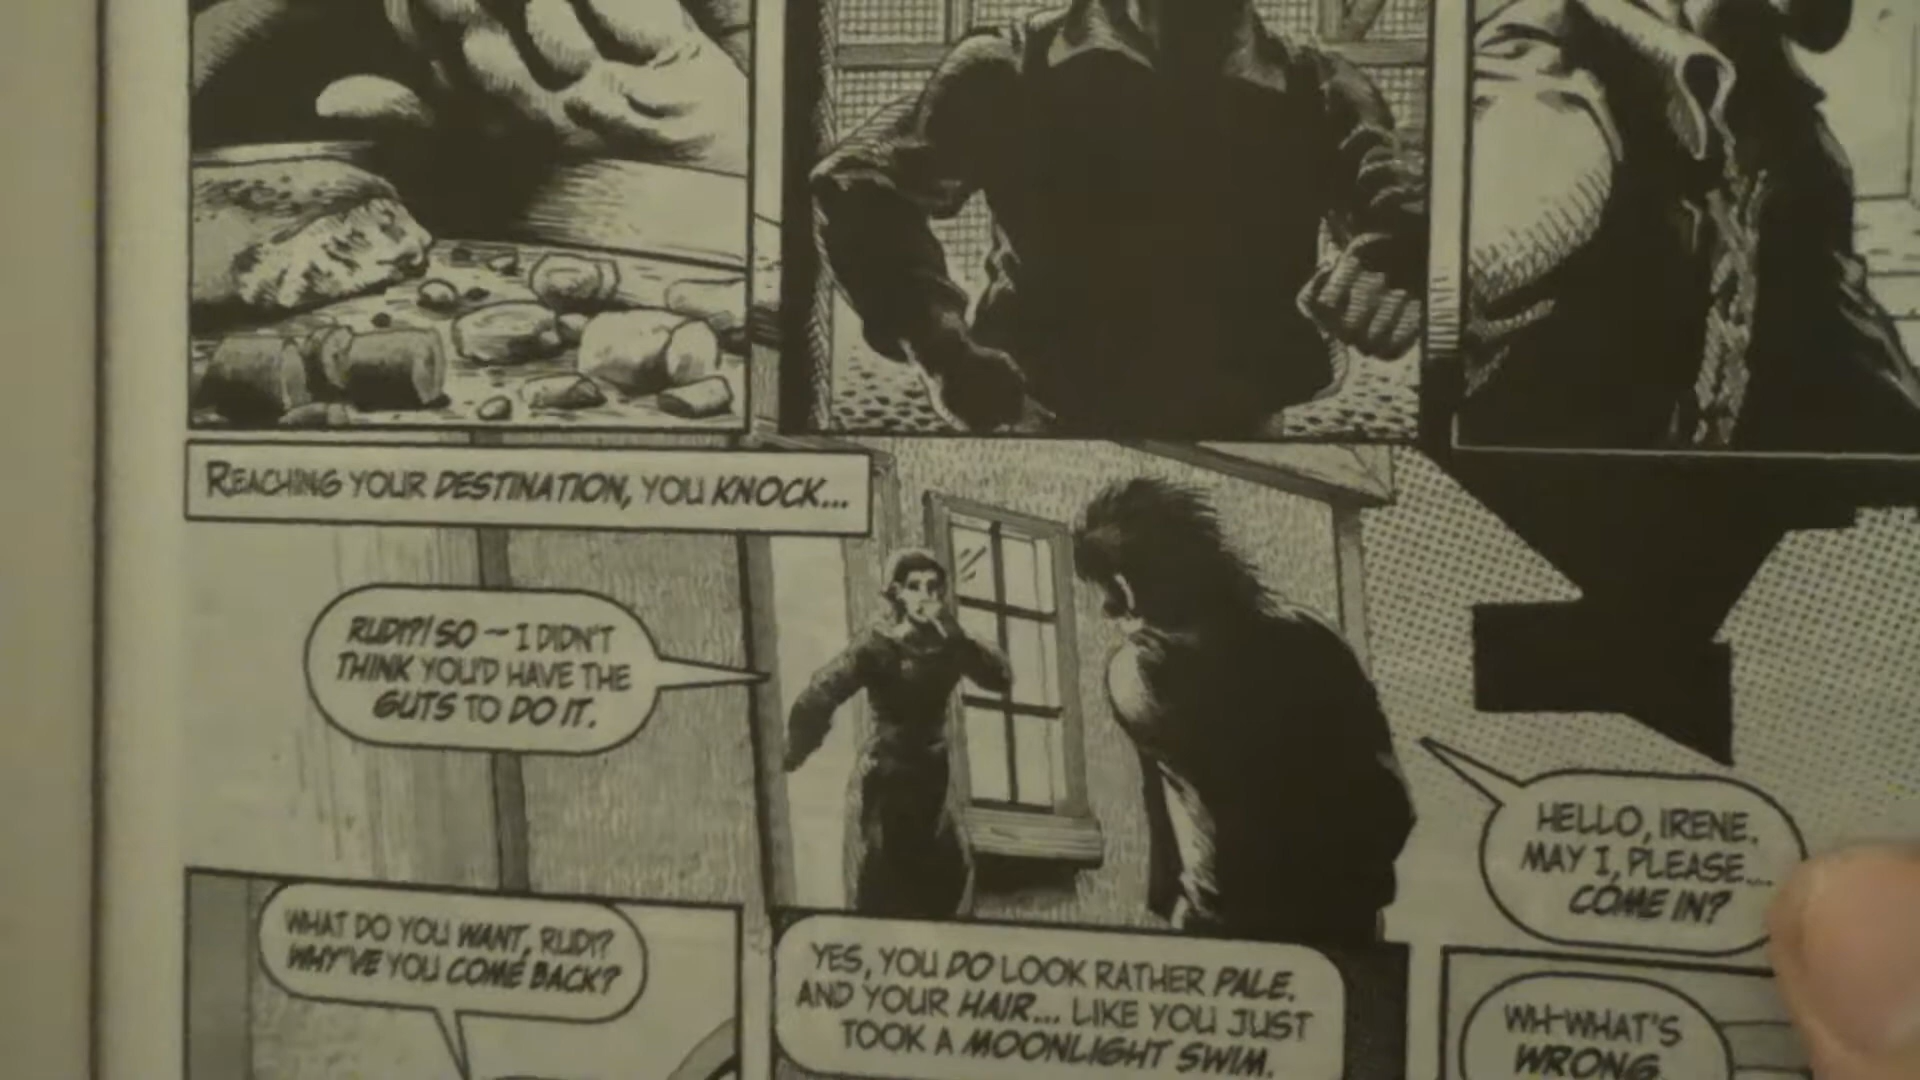 REACHING YOUR DESTINATION, YOU KNOCK...
RUDI?! SO — I DIDN'T
THINK YOU'D HAVE THE
GUTS TO DO IT.
HELLO, IRENE.
MAY I, PLEASE...
COME IN?
WHAT DO YOU WANT, RUDI?
WHY'VE YOU COME BACK?
YES, YOU DO LOOK RATHER PALE.
AND YOUR HAIR... LIKE YOU JUST
TOOK A MOONLIGHT SWIM.
WH-WHAT'S
WRONG